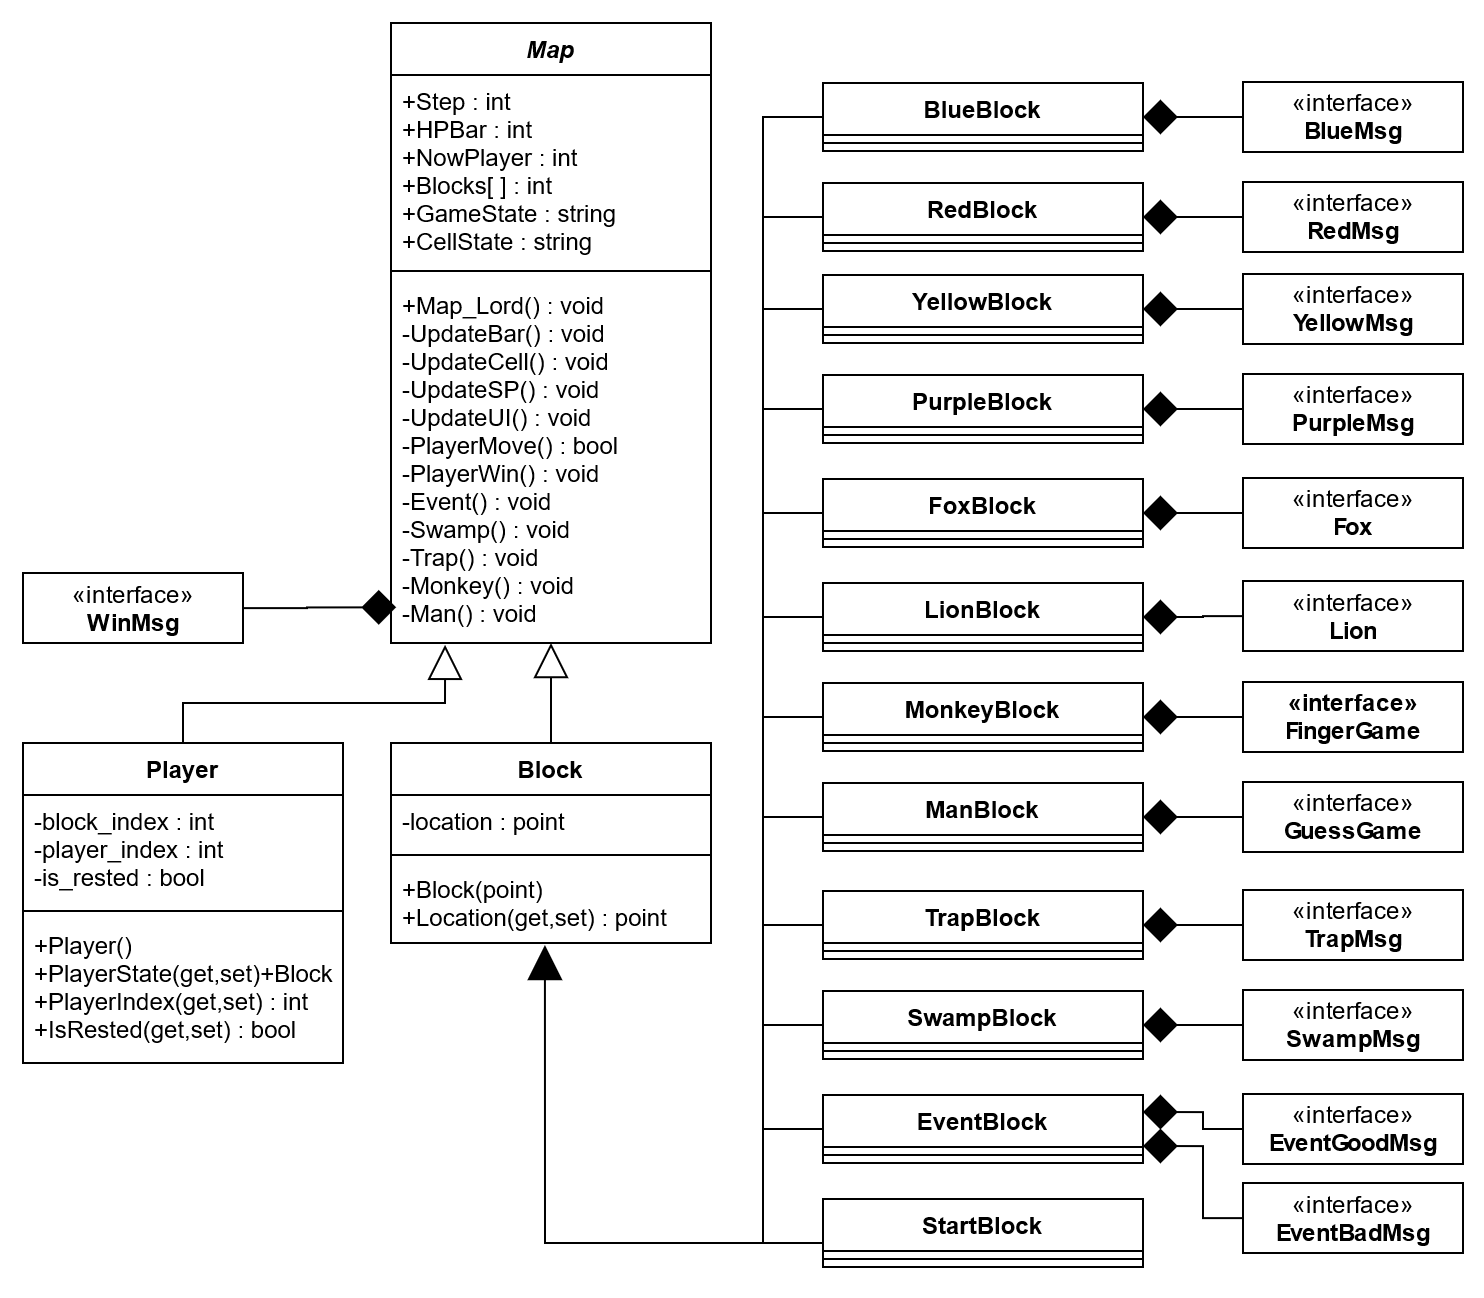 Map
+Step : int
+HPBar : int
+NowPlayer : int
+Blocks[ ] : int
+GameState : string
+CellState : string
+Map_Lord() : void
-UpdateBar() : void
-UpdateCell() : void
-UpdateSP() : void
-UpdateUI() : void
-PlayerMove() : bool
-PlayerWin() : void
-Event() : void
-Swamp() : void
-Trap() : void
-Monkey() : void
-Man() : void
«interface»
WinMsg
Player
-block_index : int
-player_index : int
-is_rested : bool
+Player()
+PlayerState(get,set)+Block
+PlayerIndex(get,set) : int
+IsRested(get,set) : bool
Block
-location : point
+Block(point)
+Location(get,set) : point
BlueBlock
«interface»
BlueMsg
RedBlock
«interface»
RedMsg
YellowBlock
«interface»
YellowMsg
PurpleBlock
«interface»
PurpleMsg
FoxBlock
«interface»
Fox
LionBlock
«interface»
Lion
MonkeyBlock
«interface»
FingerGame
ManBlock
«interface»
GuessGame
TrapBlock
«interface»
TrapMsg
SwampBlock
«interface»
SwampMsg
EventBlock
«interface»
EventGoodMsg
«interface»
EventBadMsg
StartBlock